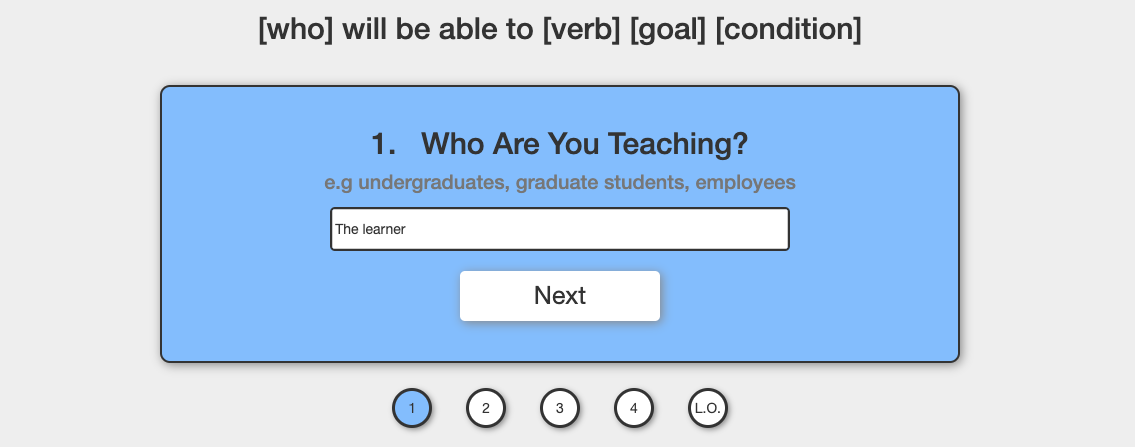 [who] will be able to [verb] [goal] [condition]
1. Who Are You Teaching?
e.g undergraduates, graduate students, employees
The learner
Next
1 2 3 4 L.O.